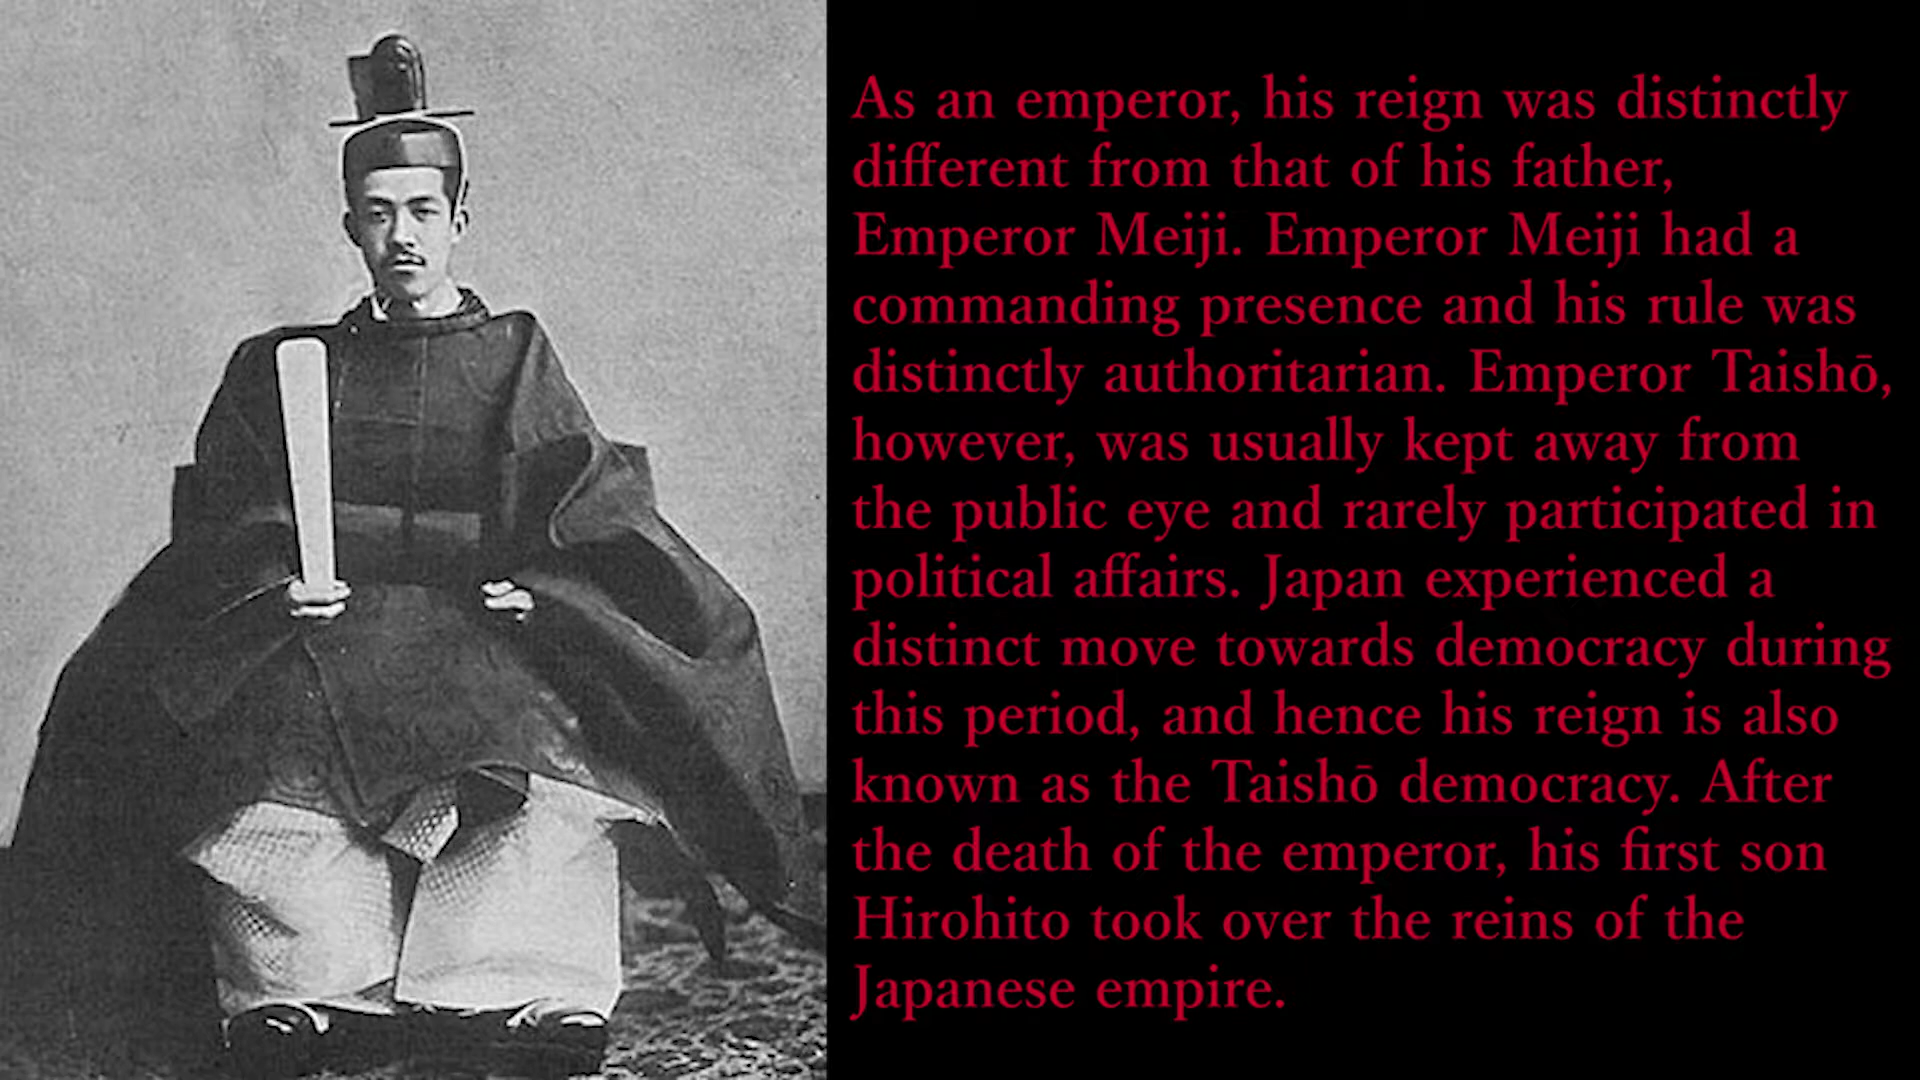 As an emperor, his reign was distinctly
different from that of his father,
Emperor Meiji. Emperor Meiji had a
commanding presence and his rule was
distinctly authoritarian. Emperor Taishō,
however, was usually kept away from
the public eye and rarely participated in
political affairs. Japan experienced a
distinct move towards democracy during
this period, and hence his reign is also
known as the Taishō democracy. After
the death of the emperor, his first son
Hirohito took over the reins of the
Japanese empire.